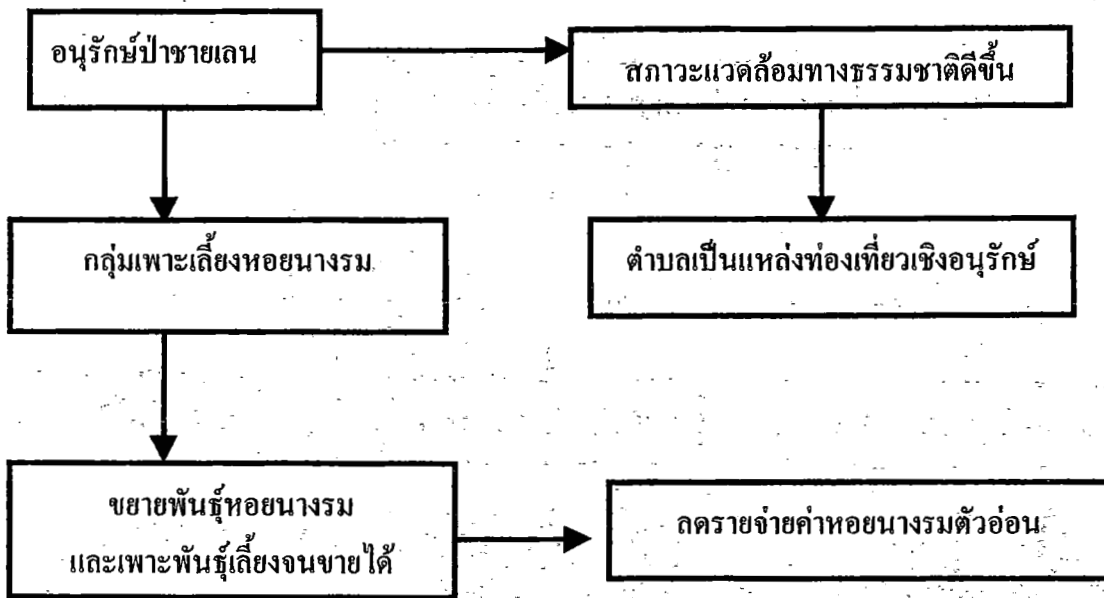 อนุรักษ์ป่าชายเลน
สภาวะแวดล้อมทางธรรมชาติดีขึ้น
กลุ่มเพาะเลี้ยงหอยนางรม
ตำบลเป็นแหล่งท่องเที่ยวเชิงอนุรักษ์
ขยายพันธุ์หอยนางรม
และเพาะพันธุ์เลี้ยงจนขายได้
ลดรายจ่ายค่าหอยนางรมตัวอ่อน